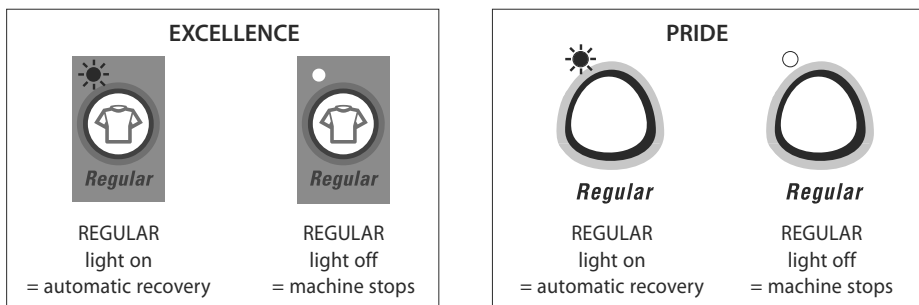 EXCELLENCE
Regular
Regular
REGULAR
light on
= automatic recovery
REGULAR
light off
= machine stops
PRIDE
Regular
Regular
REGULAR
light on
= automatic recovery
REGULAR
light off
= machine stops